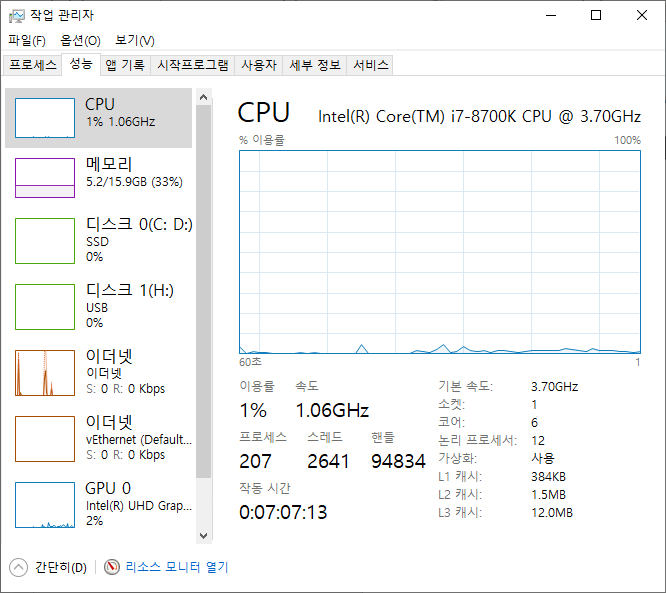 작업 관리자
파일(F) 옵션(O) 보기(V)
프로세스 성능 앱 기록 시작프로그램 사용자 세부 정보 서비스
CPU
1% 1.06GHz
메모리
5.2/15.9GB (33%)
디스크 0(C: D:)
SSD
0%
디스크 1(H:)
USB
0%
이더넷
이더넷
S: 0 R: 0 Kbps
이더넷
vEthernet (Default...
S: 0 R: 0 Kbps
GPU 0
Intel(R) UHD Grap...
2%
CPU Intel(R) Core(TM) i7-8700K CPU @ 3.70GHz
% 이용률 100%
60초 1
이용률 속도
1% 1.06GHz
프로세스 스레드 핸들
207 2641 94834
작동 시간
0:07:07:13
기본 속도: 3.70GHz
소켓: 1
코어: 6
논리 프로세서: 12
가상화: 사용
L1 캐시: 384KB
L2 캐시: 1.5MB
L3 캐시: 12.0MB
간단히(D) 리소스 모니터 열기